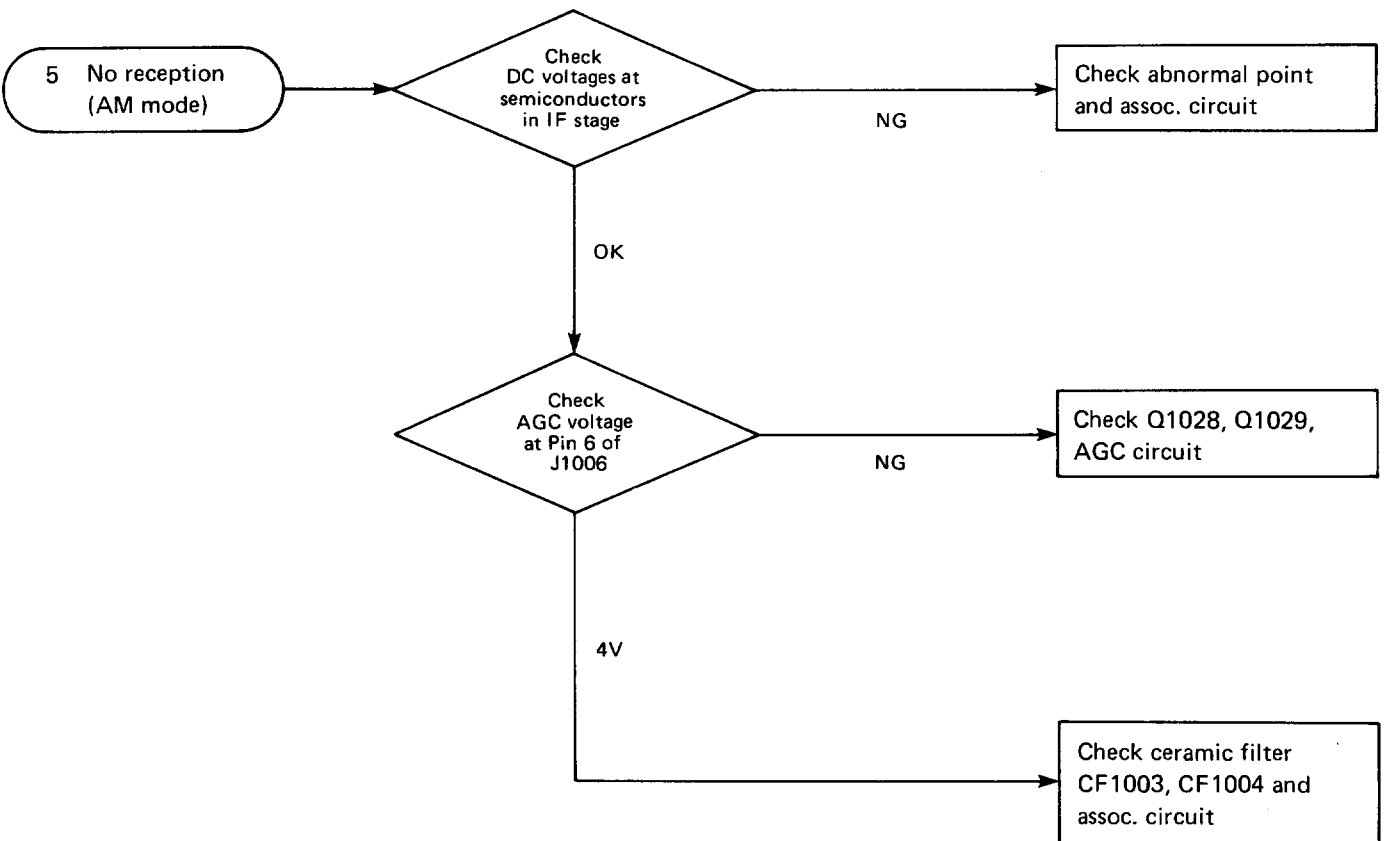 5 No reception
(AM mode)
Check
DC voltages at
semiconductors
in IF stage
NG
Check abnormal point
and assoc. circuit
OK
Check
AGC voltage
at Pin 6 of
J1006
NG
Check Q1028, Q1029,
AGC circuit
4V
Check ceramic filter
CF1003, CF1004 and
assoc. circuit